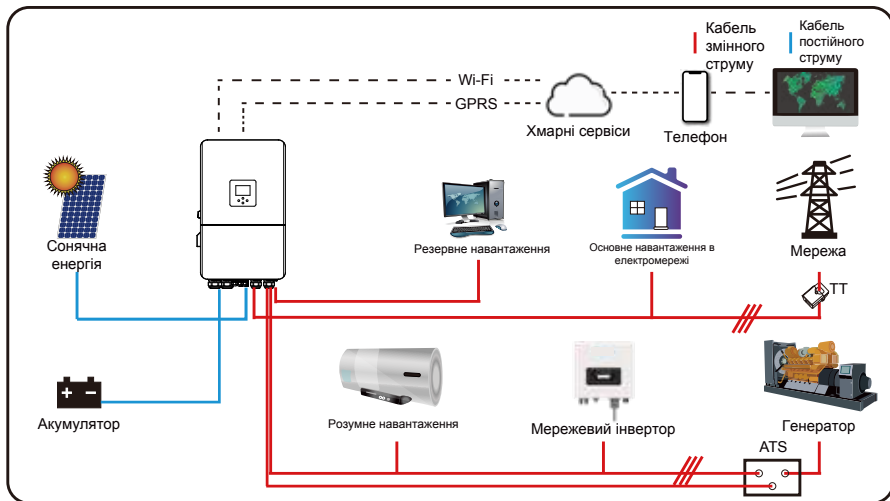 Кабель
змінного
струму
Кабель
постійного
струму
Wi-Fi
GPRS
Хмарні сервіси
Телефон
Сонячна
енергія
Резервне навантаження
Основне навантаження в
електромережі
Мережа
ТТ
Акумулятор
Розумне навантаження
Мережевий інвертор
Генератор
ATS